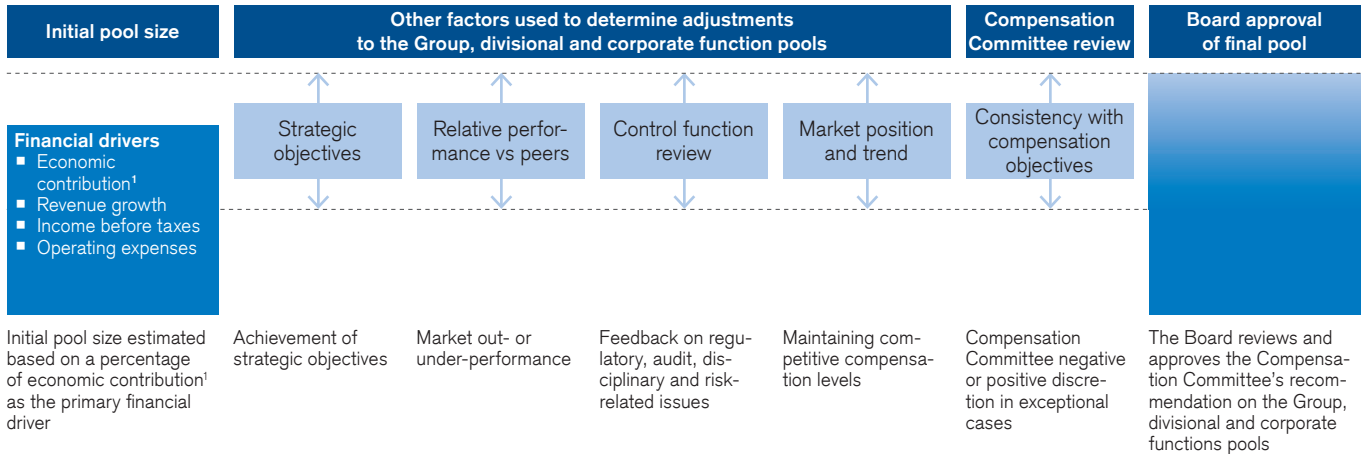 Initial pool size
Other factors used to determine adjustments
to the Group, divisional and corporate function pools
Compensation
Committee review
Board approval
of final pool
Financial drivers
■ Economic
contribution¹
■ Revenue growth
■ Income before taxes
■ Operating expenses
Strategic
objectives
Relative perfor-
mance vs peers
Control function
review
Market position
and trend
Consistency with
compensation
objectives
Initial pool size estimated
based on a percentage
of economic contribution¹
as the primary financial
driver
Achievement of
strategic objectives
Market out- or
under-performance
Feedback on regu-
latory, audit, dis-
ciplinary and risk-
related issues
Maintaining com-
petitive compensa-
tion levels
Compensation
Committee negative
or positive discre-
tion in exceptional
cases
The Board reviews and
approves the Compensa-
tion Committee's recom-
mendation on the Group,
divisional and corporate
functions pools